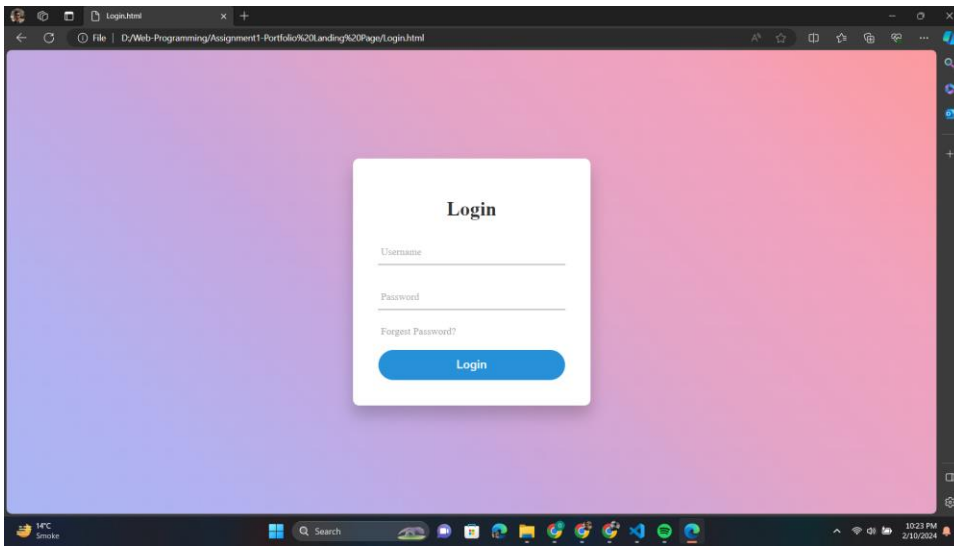 Login.html
File | D:/Web-Programming/Assignment1-Portfolio%20Landing%20Page/Login.html
Login
Username
Password
Forgest Password?
Login
14°C
Smoke
Search
10:23 PM
2/10/2024